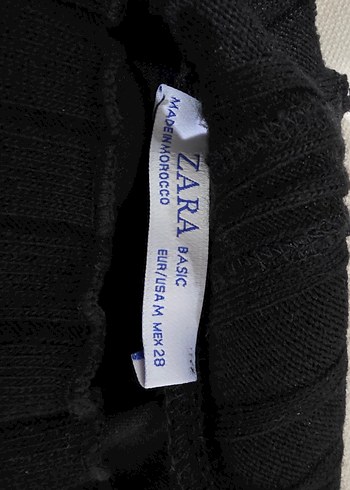 ZARA BASIC
MADE IN MOROCCO
EUR/USA M MEX 28